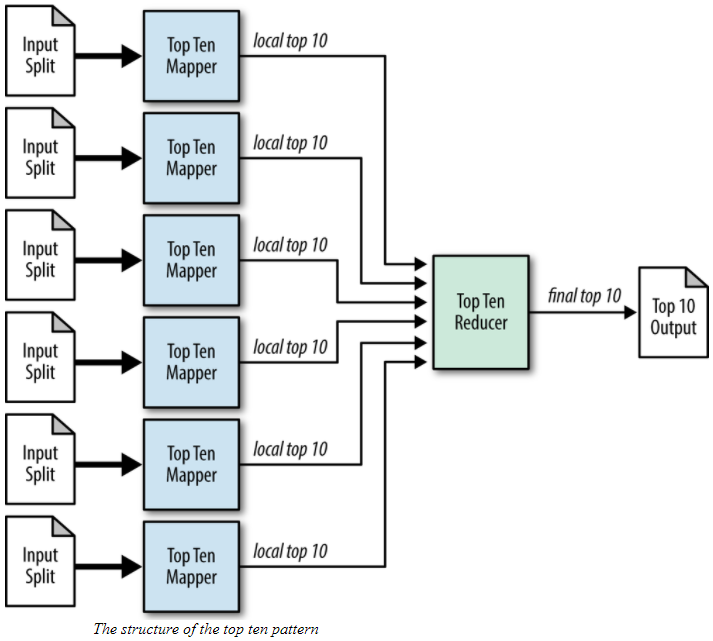 Input
Split
Top Ten
Mapper
local top 10
Input
Split
Top Ten
Mapper
local top 10
Input
Split
Top Ten
Mapper
local top 10
Top Ten
Reducer
final top 10
Top 10
Output
Input
Split
Top Ten
Mapper
local top 10
Input
Split
Top Ten
Mapper
local top 10
Input
Split
Top Ten
Mapper
local top 10
The structure of the top ten pattern